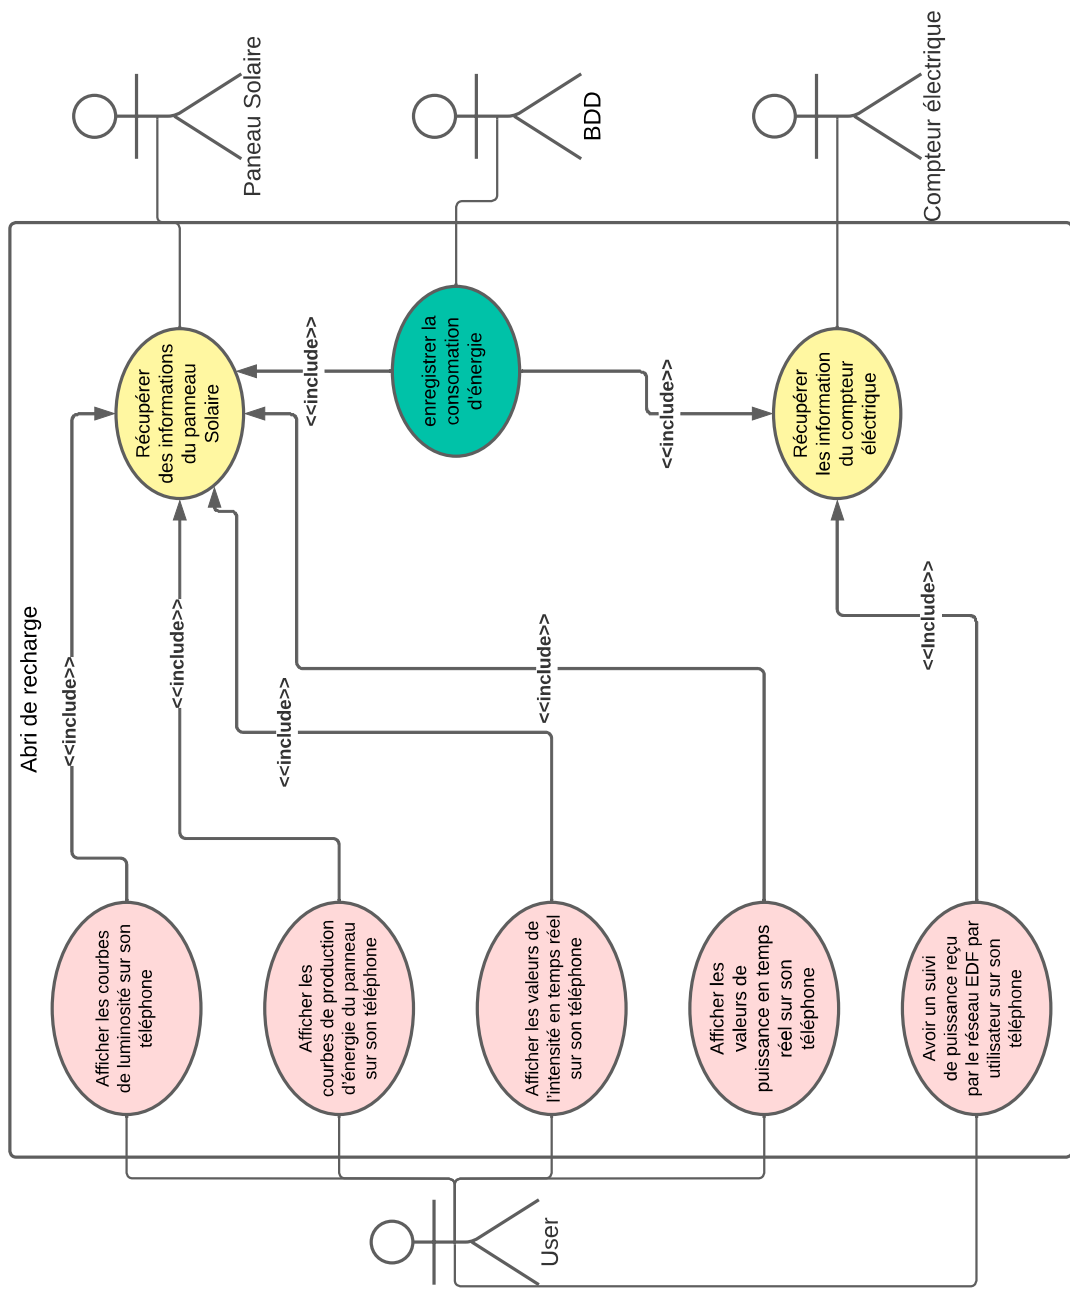 Abri de recharge
User
Afficher les courbes
de luminosité sur son
téléphone
Afficher les
courbes de production
d'énergie du panneau
sur son téléphone
Afficher les valeurs de
l'intensité en temps réel
sur son téléphone
Afficher les
valeurs de
puissance en temps
réel sur son
téléphone
Avoir un suivi
de puissance reçu
par le réseau EDF par
utilisateur sur son
téléphone
<<include>>
<<include>>
<<include>>
<<include>>
<<Include>>
Récupérer
des informations
du panneau
Solaire
<<include>>
enregistrer la
consomation
d'énergie
<<include>>
Récupérer
les information
du compteur
éléctrique
Paneau Solaire
BDD
Compteur électrique